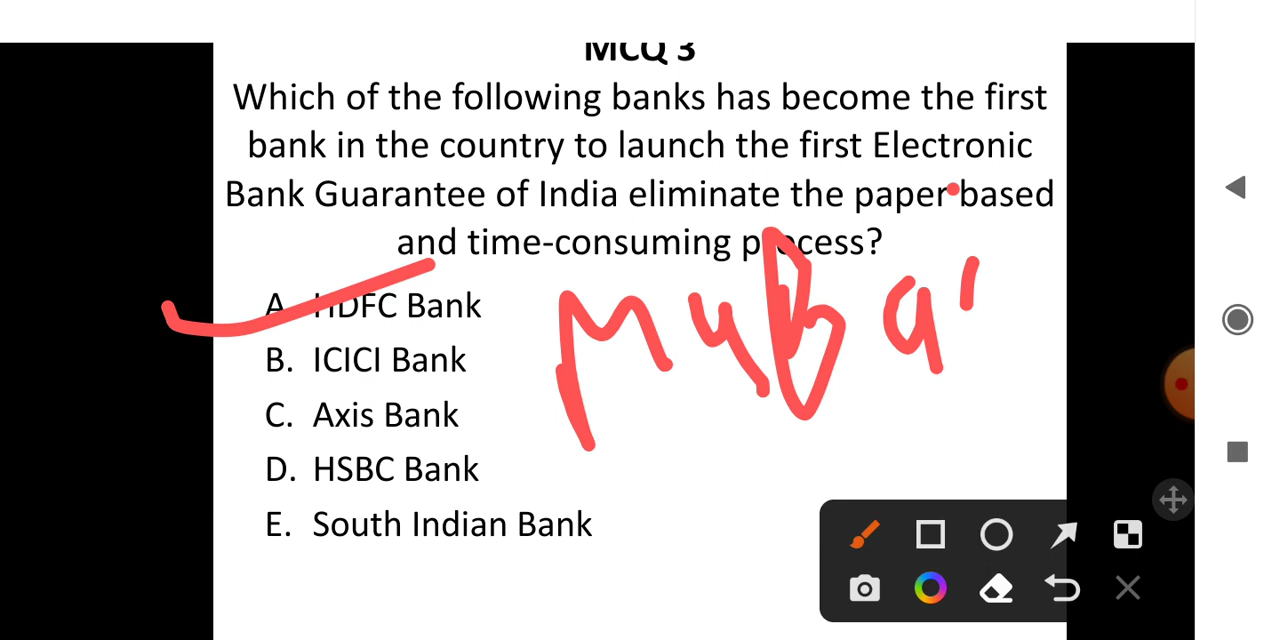 MCQ 3
Which of the following banks has become the first
bank in the country to launch the first Electronic
Bank Guarantee of India eliminate the paper based
and time-consuming process?
A. HDFC Bank
B. ICICI Bank
C. Axis Bank
D. HSBC Bank
E. South Indian Bank